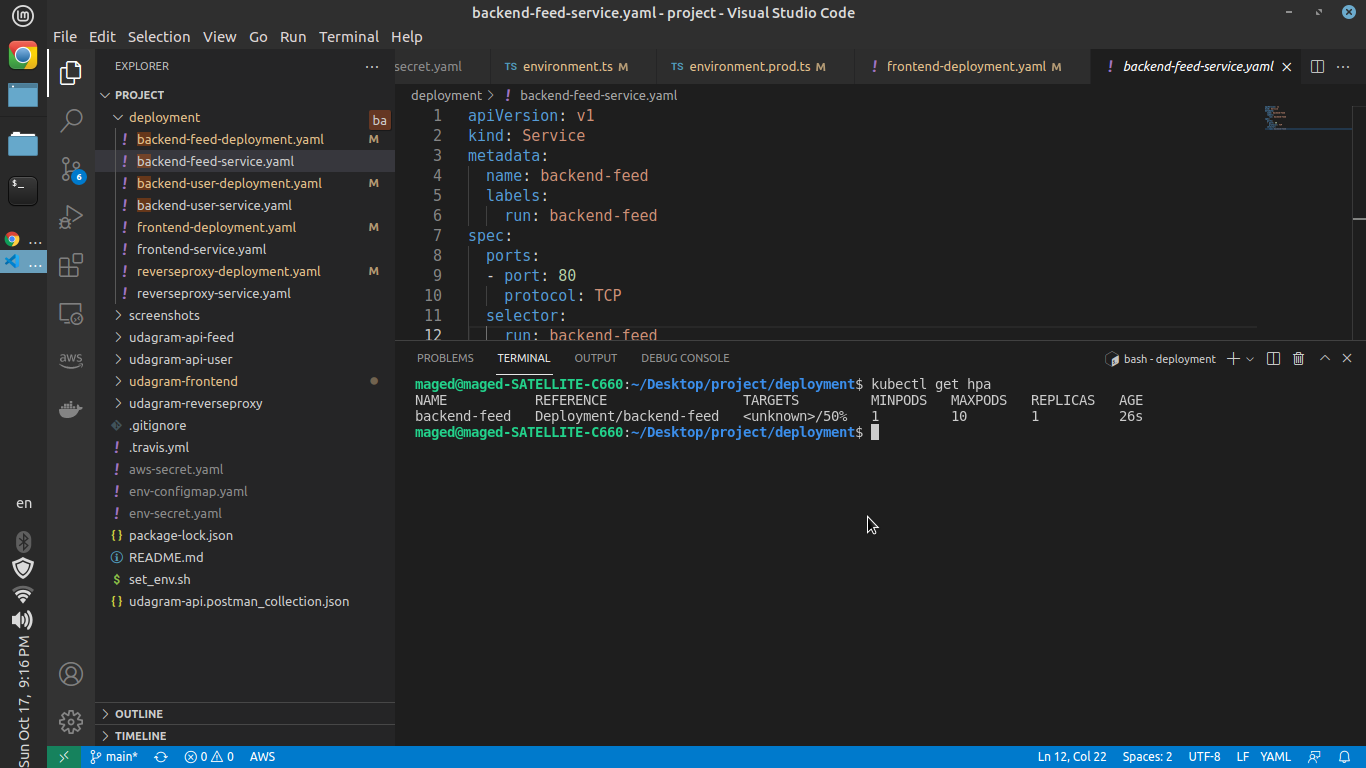 backend-feed-service.yaml - project - Visual Studio Code
File Edit Selection View Go Run Terminal Help
EXPLORER
PROJECT
deployment
ba
backend-feed-deployment.yaml M
backend-feed-service.yaml
backend-user-deployment.yaml M
backend-user-service.yaml
frontend-deployment.yaml M
frontend-service.yaml
reverseproxy-deployment.yaml M
reverseproxy-service.yaml
screenshots
udagram-api-feed
udagram-api-user
udagram-frontend
udagram-reverseproxy
.gitignore
.travis.yml
aws-secret.yaml
env-configmap.yaml
env-secret.yaml
package-lock.json
README.md
set_env.sh
udagram-api.postman_collection.json
OUTLINE
TIMELINE
6
aws
secret.yaml TS environment.ts M TS environment.prod.ts M frontend-deployment.yaml M backend-feed-service.yaml
deployment > backend-feed-service.yaml
1 apiVersion: v1
2 kind: Service
3 metadata:
4 name: backend-feed
5 labels:
6 run: backend-feed
7 spec:
8 ports:
9 - port: 80
10 protocol: TCP
11 selector:
12 run: backend-feed
PROBLEMS TERMINAL OUTPUT DEBUG CONSOLE bash - deployment
maged@maged-SATELLITE-C660:~/Desktop/project/deployment$ kubectl get hpa
NAME REFERENCE TARGETS MINPODS MAXPODS REPLICAS AGE
backend-feed Deployment/backend-feed <unknown>/50% 1 10 1 26s
maged@maged-SATELLITE-C660:~/Desktop/project/deployment$
en
Sun Oct 17, 9:16 PM
main* 0 0 AWS Ln 12, Col 22 Spaces: 2 UTF-8 LF YAML